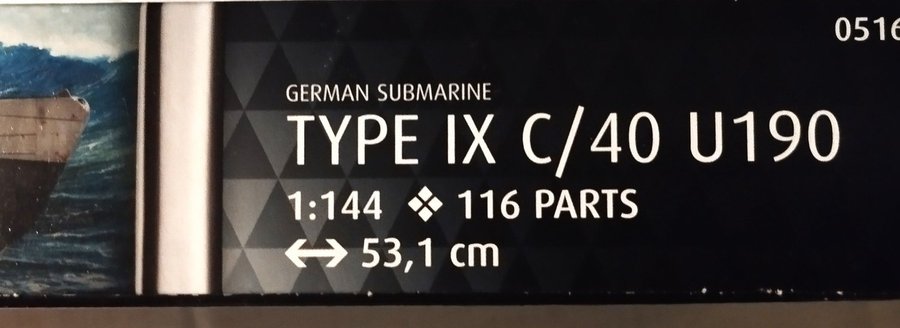 0516
GERMAN SUBMARINE
TYPE IX C/40 U190
1:144 ❖ 116 PARTS
↔ 53,1 cm